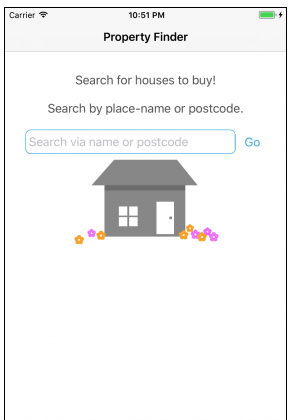 Carrier 10:51 PM
Property Finder
Search for houses to buy!
Search by place-name or postcode.
Search via name or postcode Go